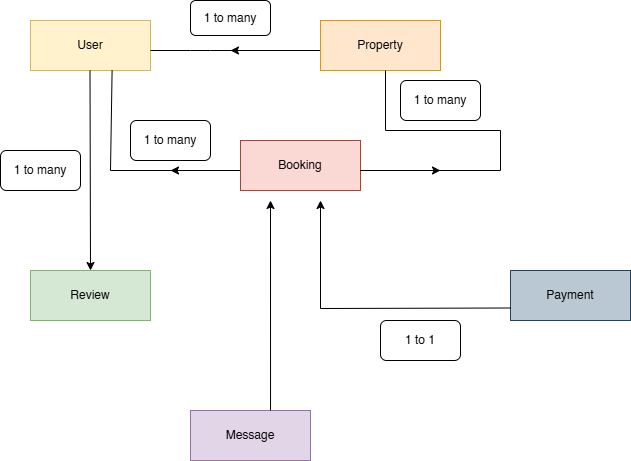 1 to many
User
Property
1 to many
1 to many
Booking
1 to many
Review
Payment
1 to 1
Message